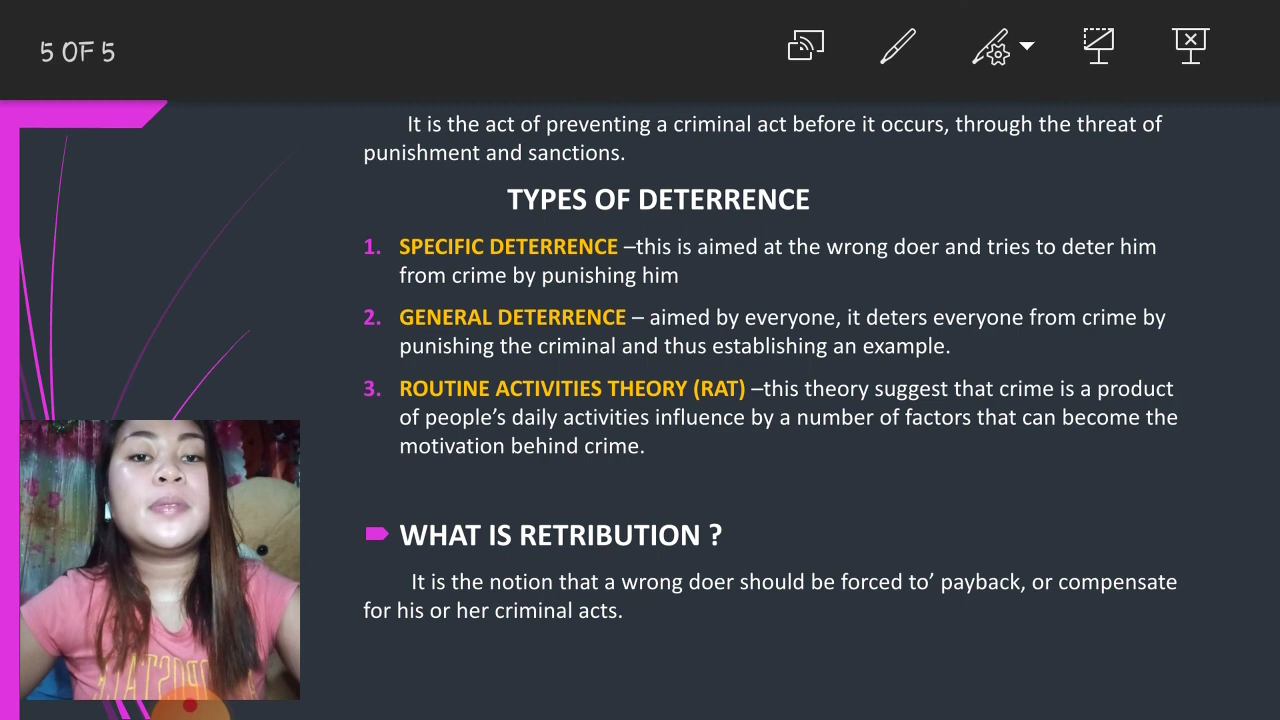 5 OF 5
It is the act of preventing a criminal act before it occurs, through the threat of
punishment and sanctions.
TYPES OF DETERRENCE
1. SPECIFIC DETERRENCE –this is aimed at the wrong doer and tries to deter him
from crime by punishing him
2. GENERAL DETERRENCE – aimed by everyone, it deters everyone from crime by
punishing the criminal and thus establishing an example.
3. ROUTINE ACTIVITIES THEORY (RAT) –this theory suggest that crime is a product
of people’s daily activities influence by a number of factors that can become the
motivation behind crime.
WHAT IS RETRIBUTION ?
It is the notion that a wrong doer should be forced to’ payback, or compensate
for his or her criminal acts.